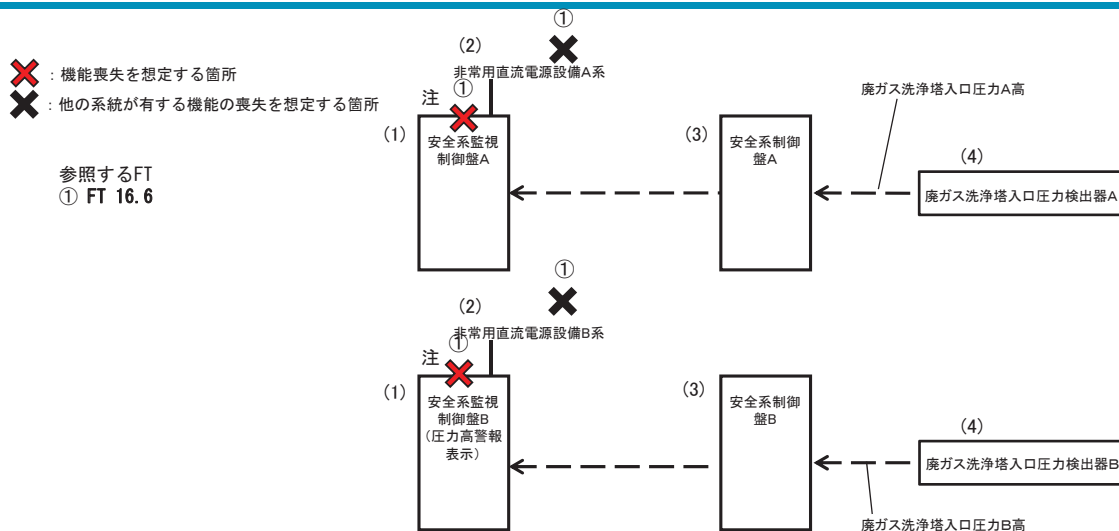 ：機能喪失を想定する箇所
：他の系統が有する機能の喪失を想定する箇所
参照するFT
① FT 16.6
①
(2)
非常用直流電源設備A系
注
①
(1)
安全系監視
制御盤A
(3)
安全系制御
盤A
廃ガス洗浄塔入口圧力A高
(4)
廃ガス洗浄塔入口圧力検出器A
①
(2)
非常用直流電源設備B系
注
①
(1)
安全系監視
制御盤B
（圧力高警報
表示）
(3)
安全系制御
盤B
(4)
廃ガス洗浄塔入口圧力検出器B
廃ガス洗浄塔入口圧力B高